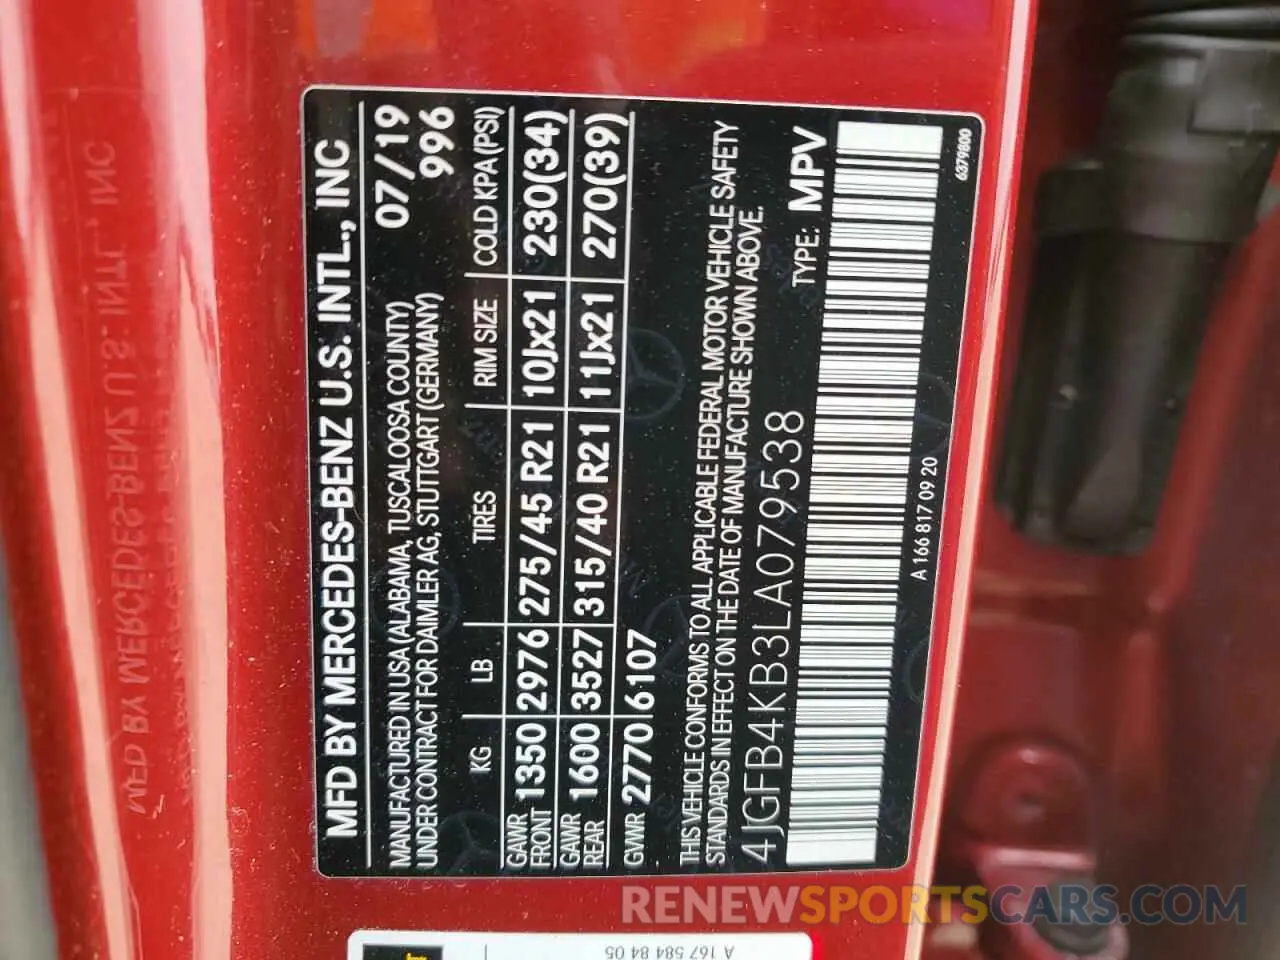 MFD BY MERCEDES-BENZ U.S. INTL., INC
MANUFACTURED IN USA (ALABAMA, TUSCALOOSA COUNTY) 07/19
UNDER CONTRACT FOR DAIMLER AG, STUTTGART (GERMANY) 996
KG LB TIRES RIM SIZE COLD KPA (PSI)
GAWR FRONT 1350 2976 275/45 R21 10Jx21 230(34)
GAWR REAR 1600 3527 315/40 R21 11Jx21 270(39)
GVWR 2770 6107
THIS VEHICLE CONFORMS TO ALL APPLICABLE FEDERAL MOTOR VEHICLE SAFETY
STANDARDS IN EFFECT ON THE DATE OF MANUFACTURE SHOWN ABOVE.
4JGFB4KB3LA079538 TYPE: MPV
A 166 817 09 20 6379800
A 167 584 84 05
RENEWSPORTSCARS.COM